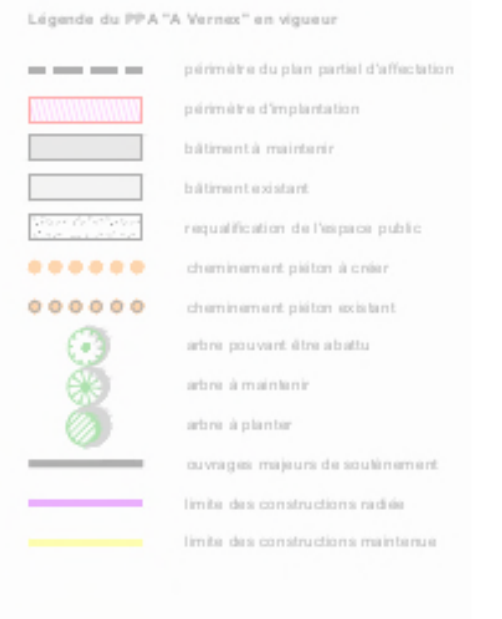 Légende du PPA "A Vernex" en vigueur
périmètre du plan partiel d'affectation
périmètre d'implantation
bâtiment à maintenir
bâtiment existant
requalification de l'espace public
cheminement piéton à créer
cheminement piéton existant
arbre pouvant être abattu
arbre à maintenir
arbre à planter
ouvrages majeurs de soutènement
limite des constructions radiée
limite des constructions maintenue